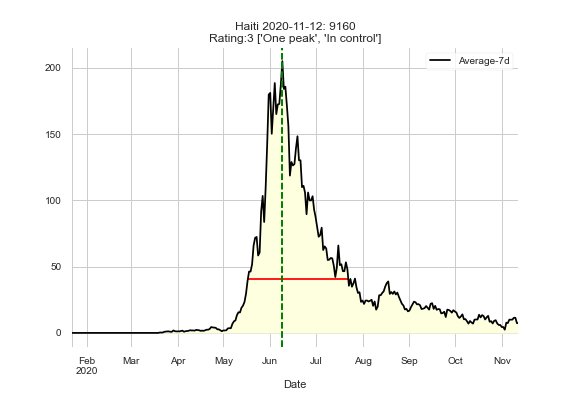 Haiti 2020-11-12: 9160
Rating:3 ['One peak', 'In control']
Average-7d
200
150
100
50
0
Feb Mar Apr May Jun Jul Aug Sep Oct Nov
2020
Date